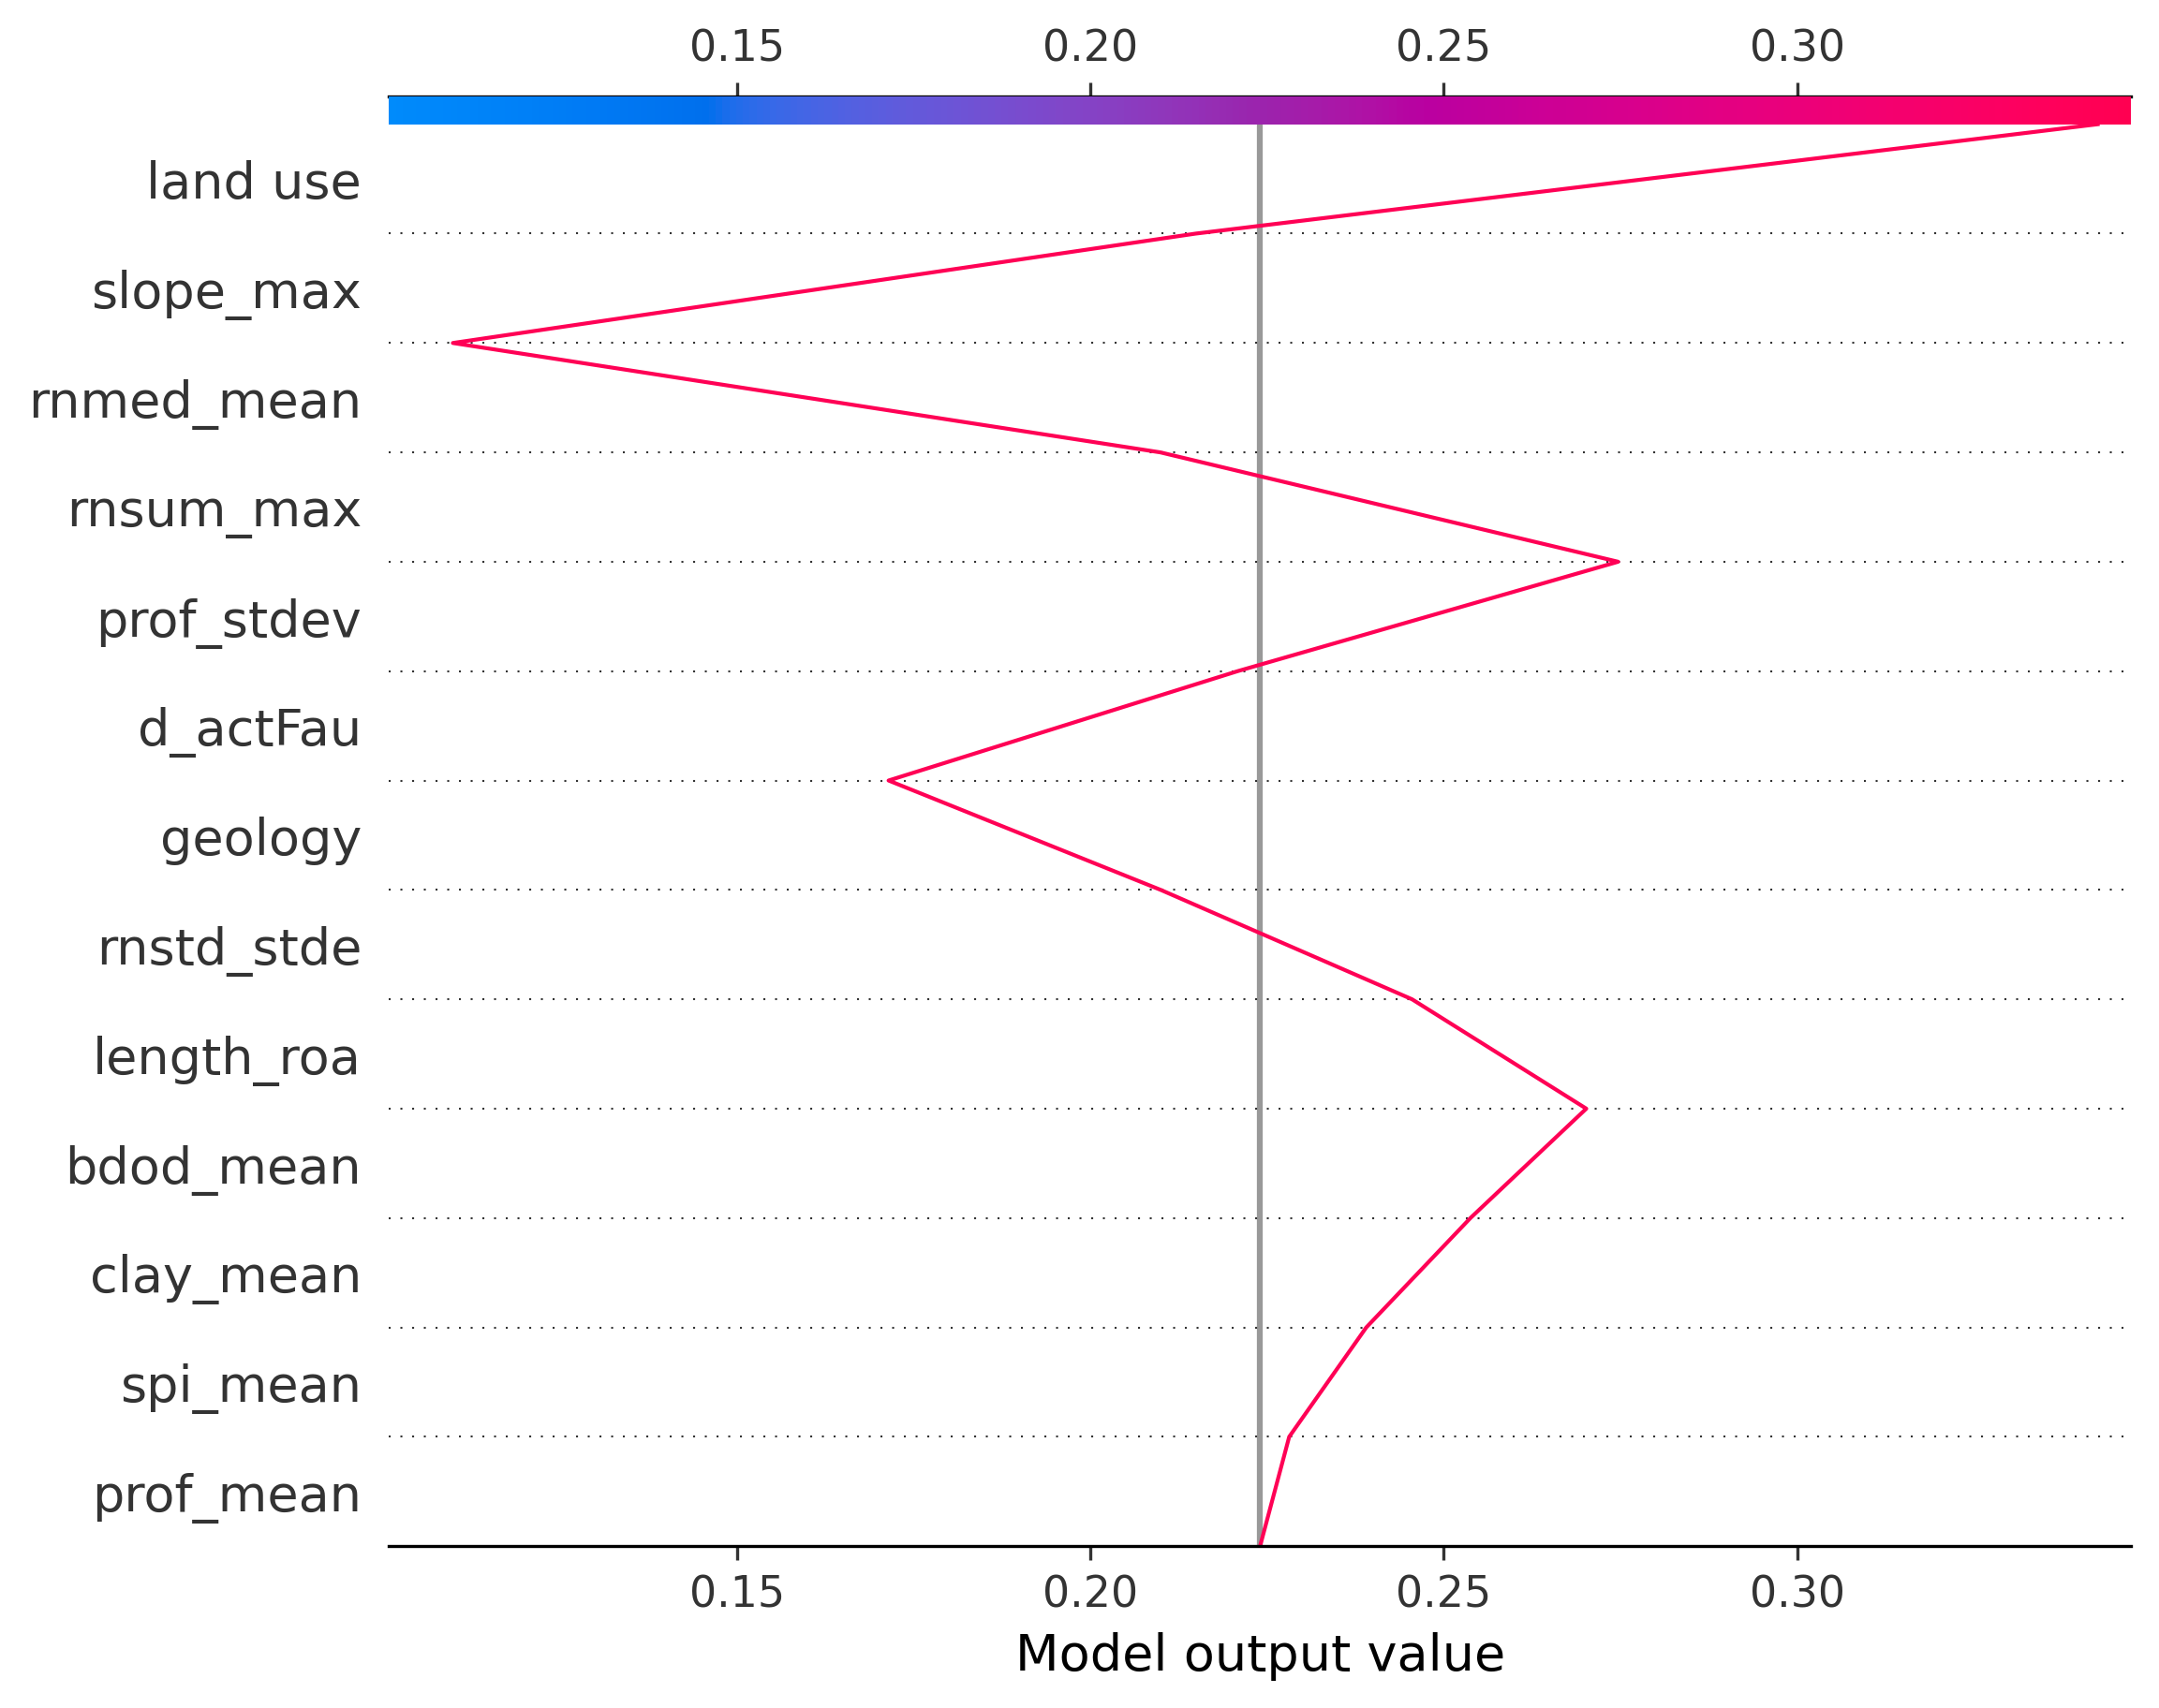 0.15 0.20 0.25 0.30
land use
slope_max
rnmed_mean
rnsum_max
prof_stdev
d_actFau
geology
rnstd_stde
length_roa
bdod_mean
clay_mean
spi_mean
prof_mean
0.15 0.20 0.25 0.30
Model output value